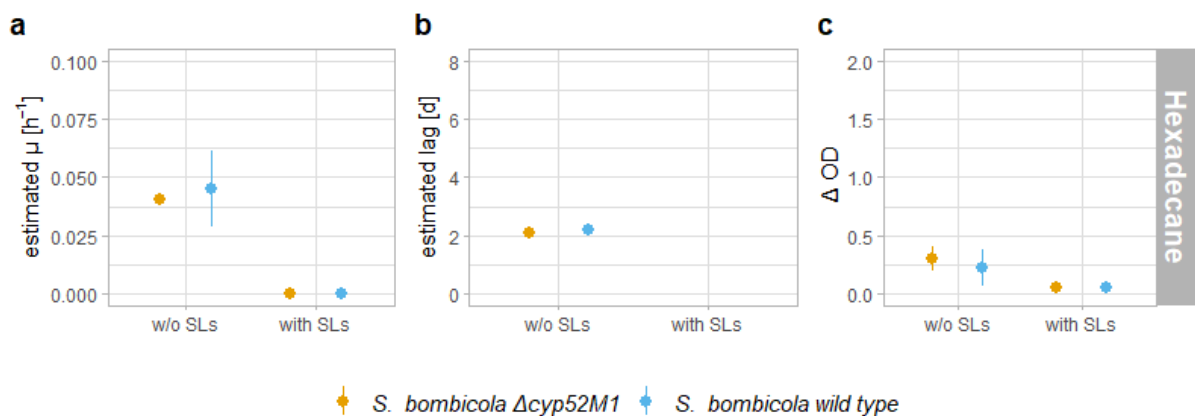 a
estimated µ [h⁻¹]
0.100
0.075
0.050
0.025
0.000
w/o SLs
with SLs
b
estimated lag [d]
8
6
4
2
0
w/o SLs
with SLs
c
Δ OD
2.0
1.5
1.0
0.5
0.0
w/o SLs
with SLs
Hexadecane
S. bombicola Δcyp52M1
S. bombicola wild type